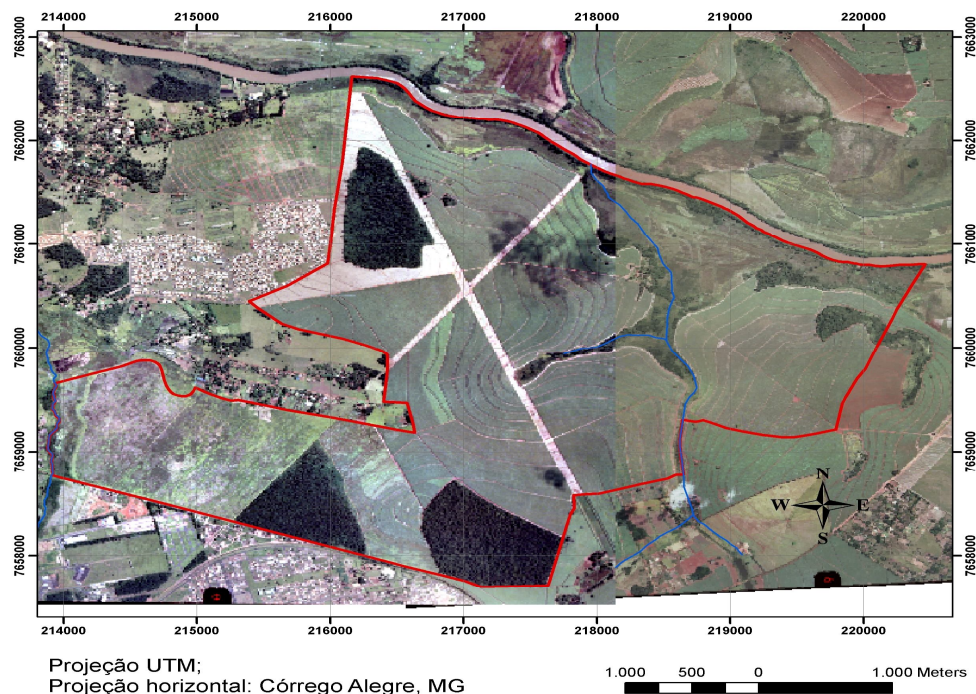 214000 215000 216000 217000 218000 219000 220000
7663000 7663000
7662000 7662000
7661000 7661000
7660000 7660000
7659000 7659000
7658000 7658000
N
W E
S
214000 215000 216000 217000 218000 219000 220000
Projeção UTM;
Projeção horizontal: Córrego Alegre, MG
1.000 500 0 1.000 Meters